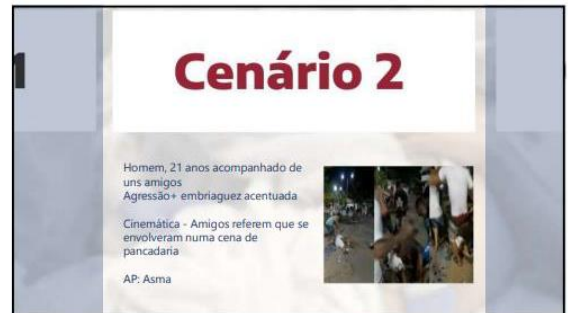 1
Cenário 2
Homem, 21 anos acompanhado de
uns amigos
Agressão+ embriaguez acentuada
Cinemática - Amigos referem que se
envolveram numa cena de
pancadaria
AP: Asma